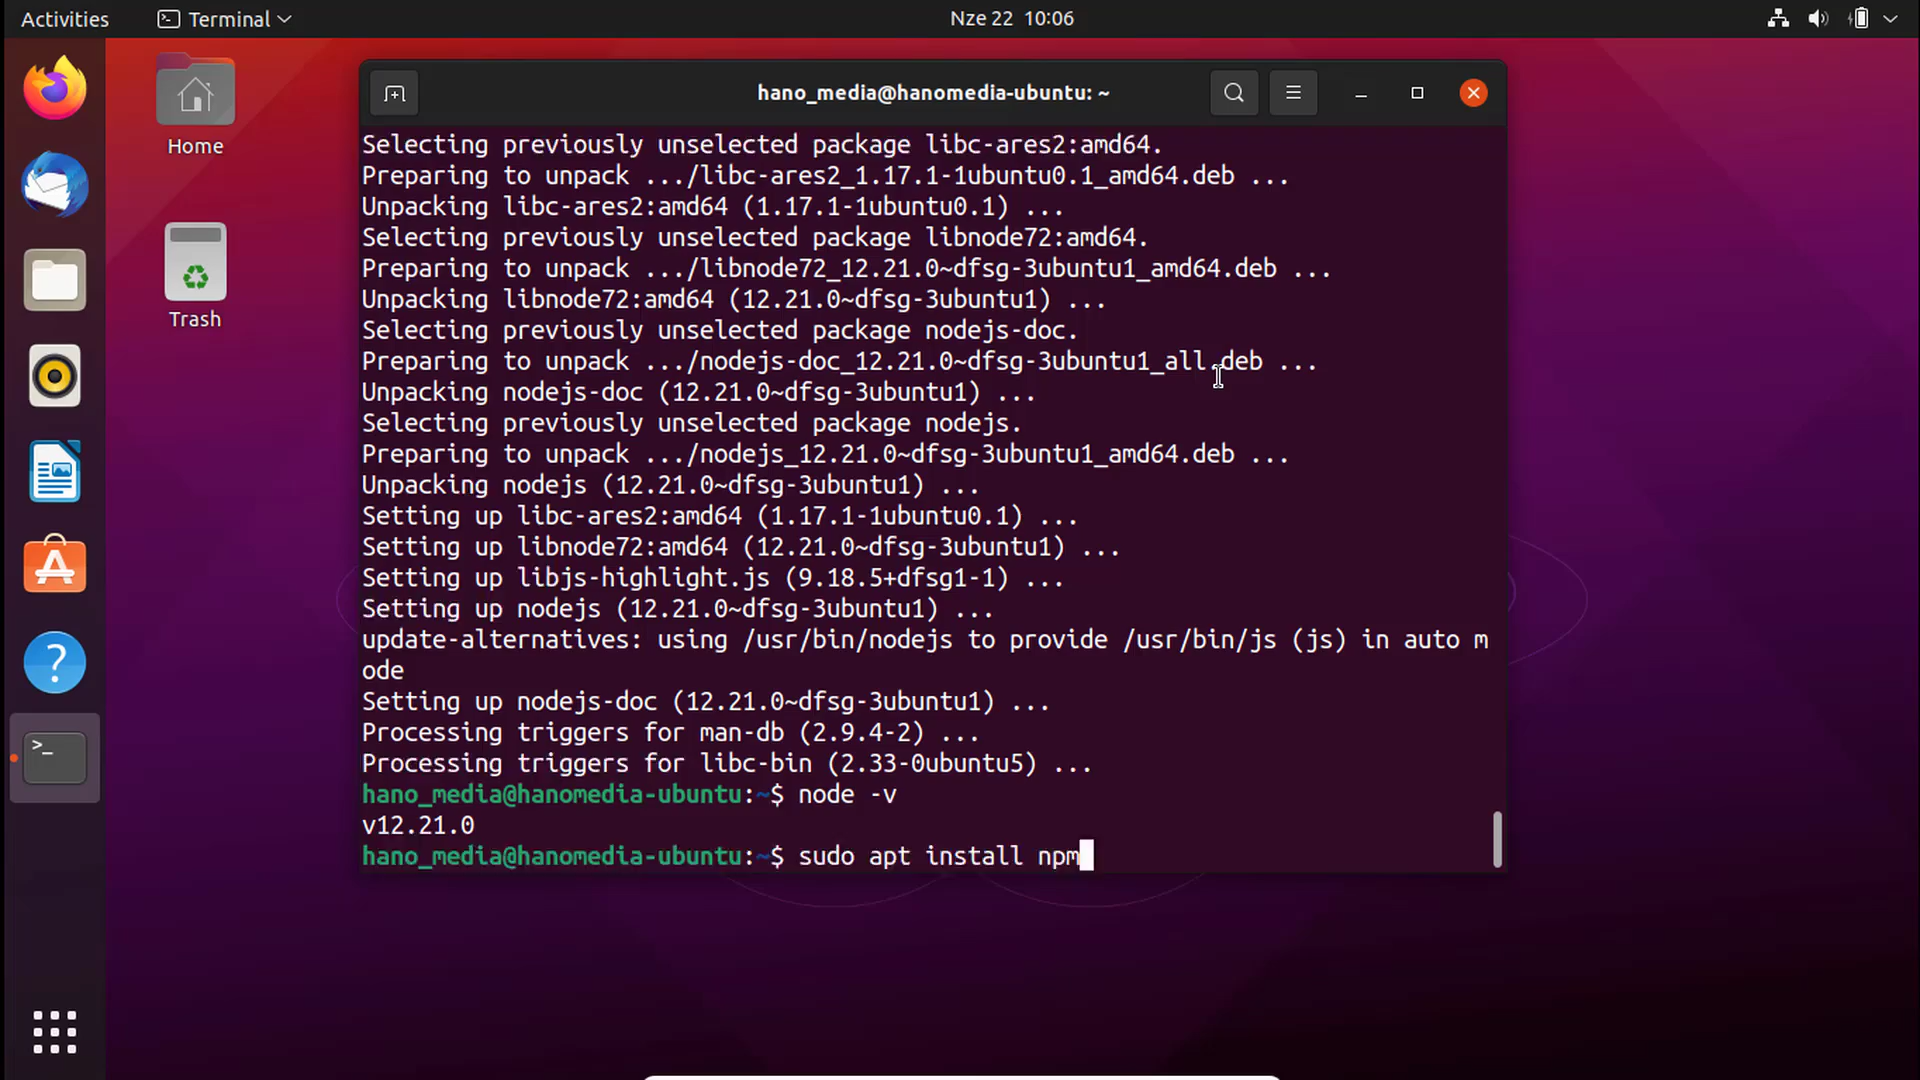 Activities
Terminal
Nze 22 10:06
Home
Trash
hano_media@hanomedia-ubuntu: ~
Selecting previously unselected package libc-ares2:amd64.
Preparing to unpack .../libc-ares2_1.17.1-1ubuntu0.1_amd64.deb ...
Unpacking libc-ares2:amd64 (1.17.1-1ubuntu0.1) ...
Selecting previously unselected package libnode72:amd64.
Preparing to unpack .../libnode72_12.21.0~dfsg-3ubuntu1_amd64.deb ...
Unpacking libnode72:amd64 (12.21.0~dfsg-3ubuntu1) ...
Selecting previously unselected package nodejs-doc.
Preparing to unpack .../nodejs-doc_12.21.0~dfsg-3ubuntu1_all.deb ...
Unpacking nodejs-doc (12.21.0~dfsg-3ubuntu1) ...
Selecting previously unselected package nodejs.
Preparing to unpack .../nodejs_12.21.0~dfsg-3ubuntu1_amd64.deb ...
Unpacking nodejs (12.21.0~dfsg-3ubuntu1) ...
Setting up libc-ares2:amd64 (1.17.1-1ubuntu0.1) ...
Setting up libnode72:amd64 (12.21.0~dfsg-3ubuntu1) ...
Setting up libjs-highlight.js (9.18.5+dfsg1-1) ...
Setting up nodejs (12.21.0~dfsg-3ubuntu1) ...
update-alternatives: using /usr/bin/nodejs to provide /usr/bin/js (js) in auto m
ode
Setting up nodejs-doc (12.21.0~dfsg-3ubuntu1) ...
Processing triggers for man-db (2.9.4-2) ...
Processing triggers for libc-bin (2.33-0ubuntu5) ...
hano_media@hanomedia-ubuntu:~$ node -v
v12.21.0
hano_media@hanomedia-ubuntu:~$ sudo apt install npm